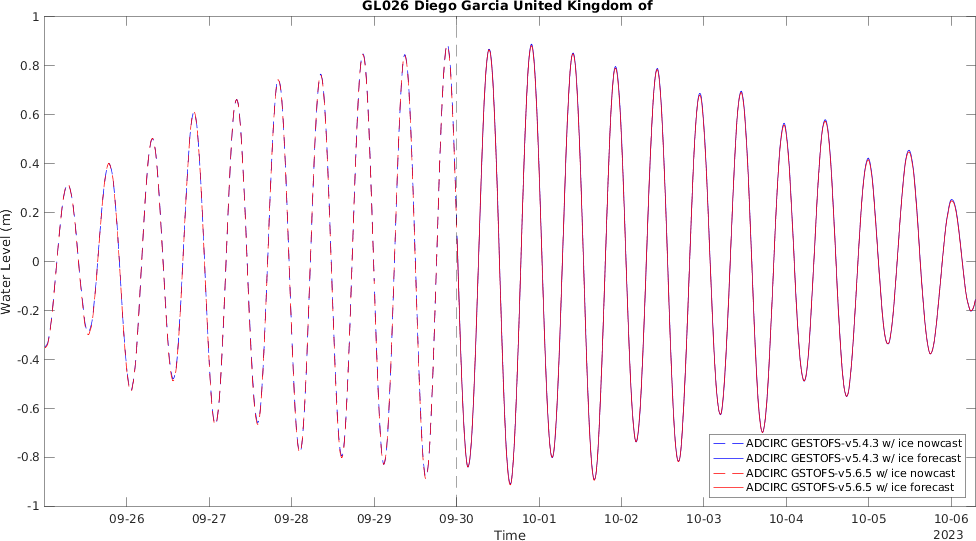 GL026 Diego Garcia United Kingdom of
1
0.8
0.6
0.4
0.2
0
-0.2
-0.4
-0.6
-0.8
-1
Water Level (m)
09-26 09-27 09-28 09-29 09-30 10-01 10-02 10-03 10-04 10-05 10-06
2023
Time
ADCIRC GESTOFS-v5.4.3 w/ ice nowcast
ADCIRC GESTOFS-v5.4.3 w/ ice forecast
ADCIRC GSTOFS-v5.6.5 w/ ice nowcast
ADCIRC GSTOFS-v5.6.5 w/ ice forecast